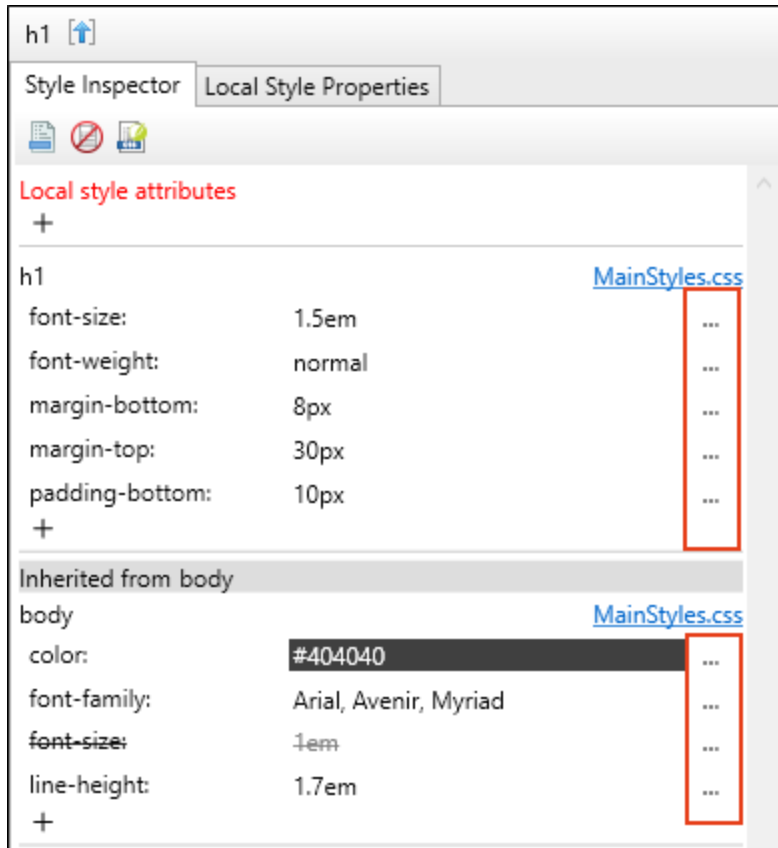 h1
Style Inspector Local Style Properties
Local style attributes
+
h1 MainStyles.css
font-size: 1.5em ...
font-weight: normal ...
margin-bottom: 8px ...
margin-top: 30px ...
padding-bottom: 10px ...
+
Inherited from body
body MainStyles.css
color: #404040 ...
font-family: Arial, Avenir, Myriad ...
font-size: 1em ...
line-height: 1.7em ...
+